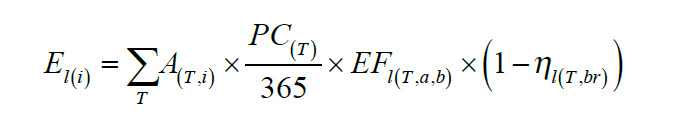 E_{l(i)} = \sum_{T} A_{(T,i)} \times \frac{PC_{(T)}}{365} \times EF_{l(T,a,b)} \times \left(1 - \eta_{l(T,br)}\right)